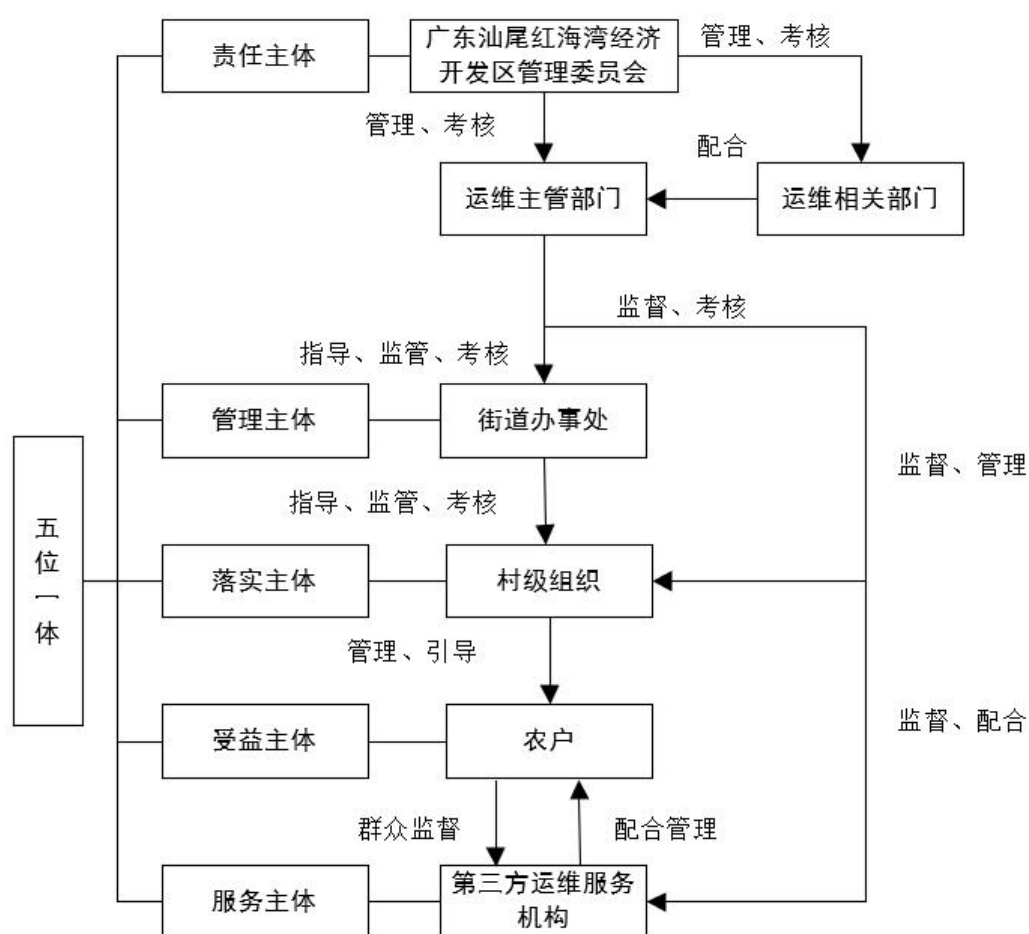 责任主体
广东汕尾红海湾经济
开发区管理委员会
管理、考核
管理、考核
配合
运维主管部门
运维相关部门
监督、考核
指导、监管、考核
管理主体
街道办事处
监督、管理
指导、监管、考核
五位一体
落实主体
村级组织
管理、引导
受益主体
农户
监督、配合
群众监督
配合管理
服务主体
第三方运维服务
机构